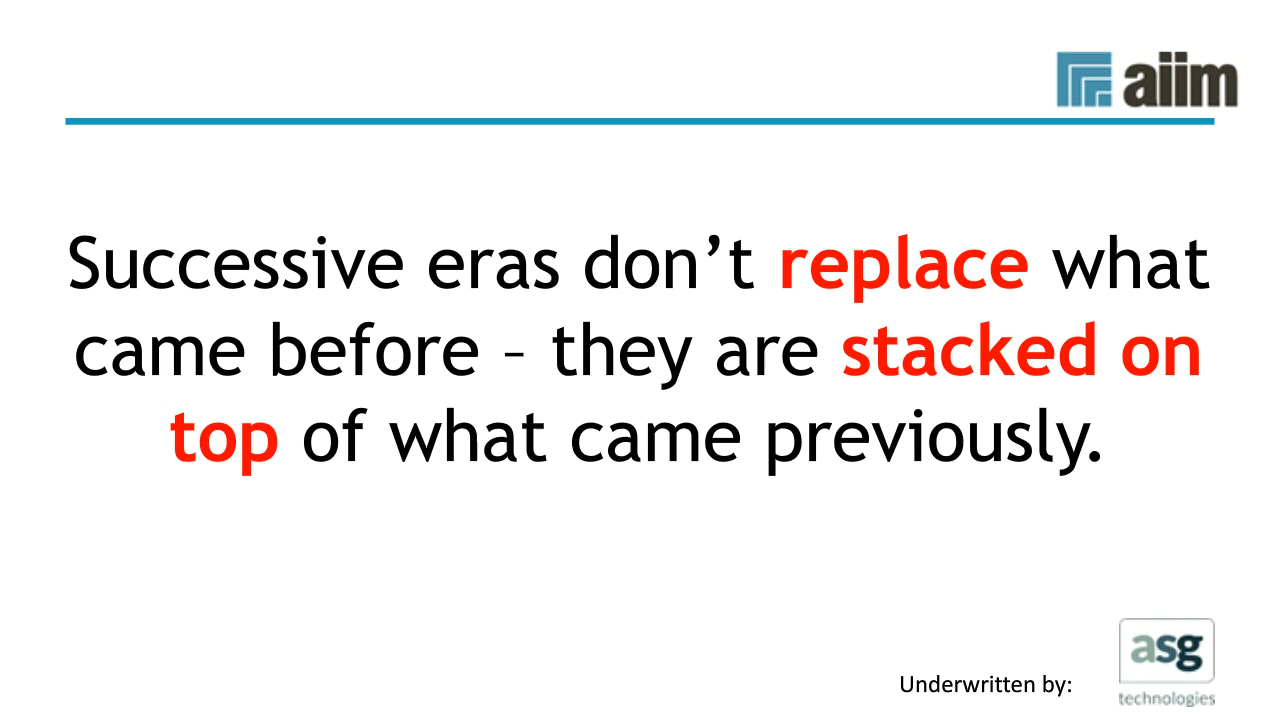 aiim
Successive eras don’t replace what
came before – they are stacked on
top of what came previously.
Underwritten by:
asg
technologies